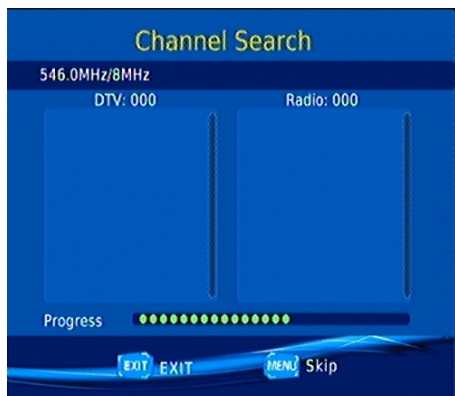 Channel Search
546.0MHz/8MHz
DTV: 000 Radio: 000
Progress
EXIT EXIT MENU Skip